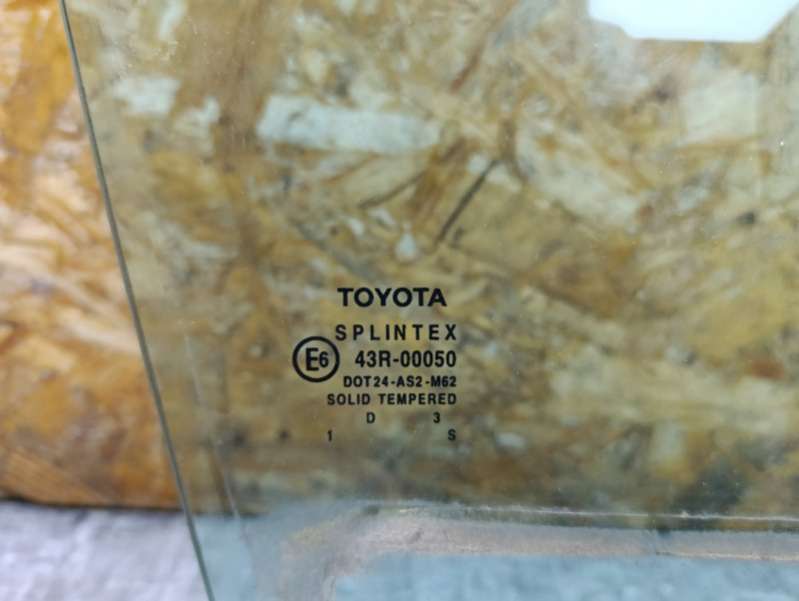 TOYOTA
SPLINTEX
E6 43R-00050
DOT24-AS2-M62
SOLID TEMPERED
D 3
1 S